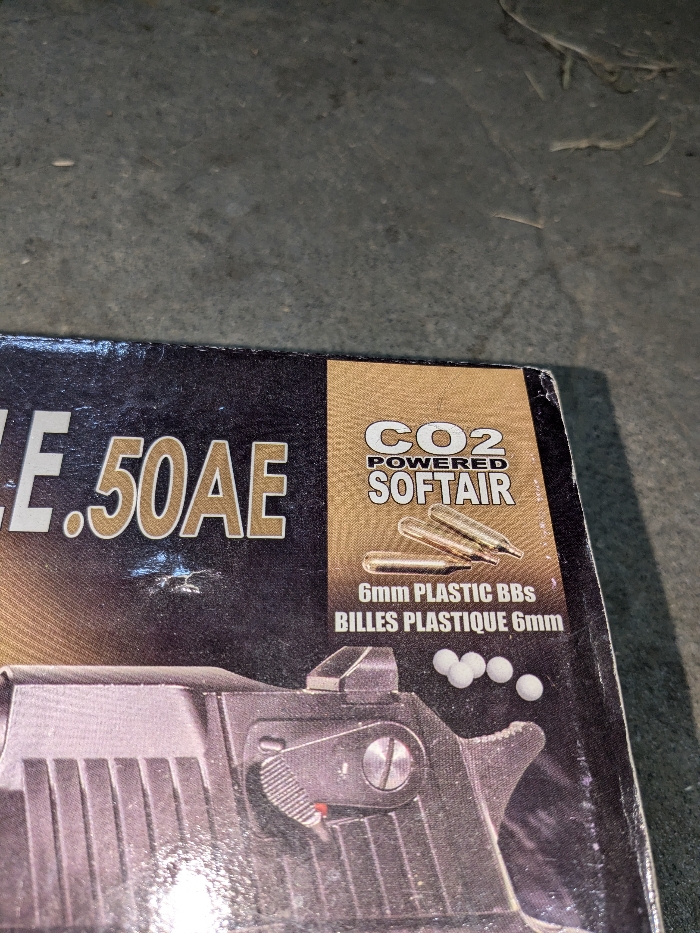 LE.50AE
CO2
POWERED
SOFTAIR
6mm PLASTIC BBs
BILLES PLASTIQUE 6mm